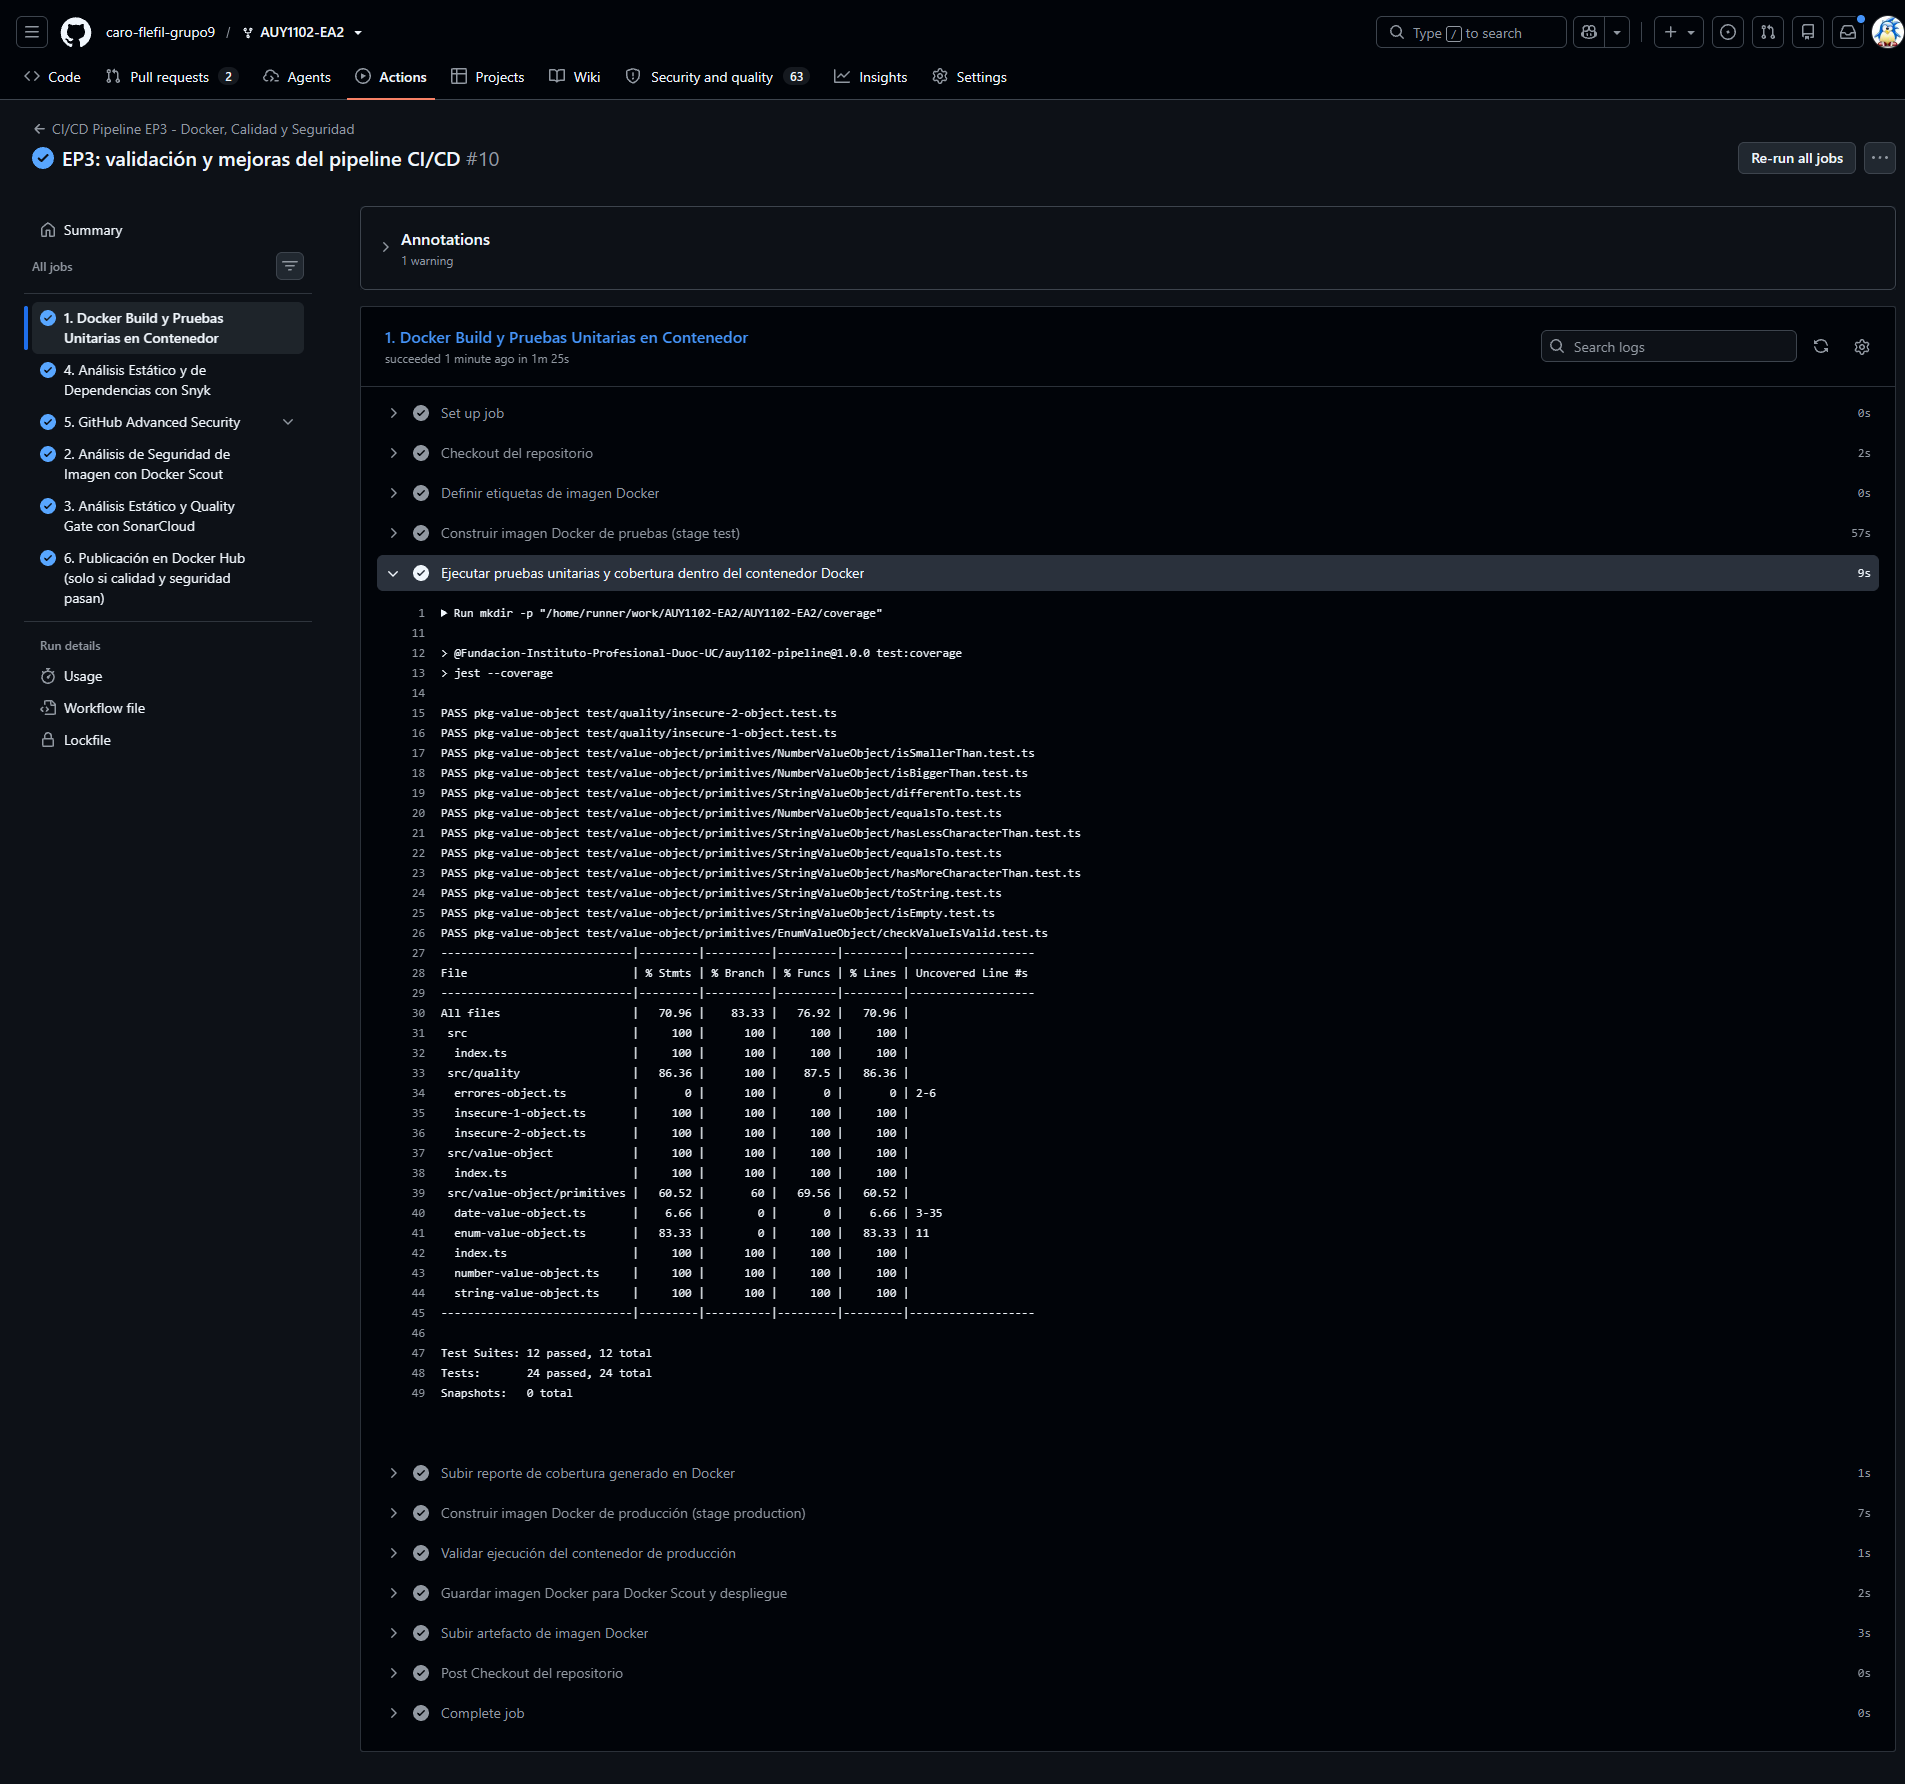 caro-flefil-grupo9 / AUY1102-EA2
Type / to search
Code
Pull requests 2
Agents
Actions
Projects
Wiki
Security and quality 63
Insights
Settings
CI/CD Pipeline EP3 - Docker, Calidad y Seguridad
EP3: validación y mejoras del pipeline CI/CD #10
Re-run all jobs
Summary
All jobs
1. Docker Build y Pruebas
Unitarias en Contenedor
4. Análisis Estático y de
Dependencias con Snyk
5. GitHub Advanced Security
2. Análisis de Seguridad de
Imagen con Docker Scout
3. Análisis Estático y Quality
Gate con SonarCloud
6. Publicación en Docker Hub
(solo si calidad y seguridad
pasan)
Run details
Usage
Workflow file
Lockfile
Annotations
1 warning
1. Docker Build y Pruebas Unitarias en Contenedor
succeeded 1 minute ago in 1m 25s
Search logs
Set up job 0s
Checkout del repositorio 2s
Definir etiquetas de imagen Docker 0s
Construir imagen Docker de pruebas (stage test) 57s
Ejecutar pruebas unitarias y cobertura dentro del contenedor Docker 9s
1 Run mkdir -p "/home/runner/work/AUY1102-EA2/AUY1102-EA2/coverage"
11
12 > @Fundacion-Instituto-Profesional-Duoc-UC/auy1102-pipeline@1.0.0 test:coverage
13 > jest --coverage
14
15 PASS pkg-value-object test/quality/insecure-2-object.test.ts
16 PASS pkg-value-object test/quality/insecure-1-object.test.ts
17 PASS pkg-value-object test/value-object/primitives/NumberValueObject/isSmallerThan.test.ts
18 PASS pkg-value-object test/value-object/primitives/NumberValueObject/isBiggerThan.test.ts
19 PASS pkg-value-object test/value-object/primitives/StringValueObject/differentTo.test.ts
20 PASS pkg-value-object test/value-object/primitives/NumberValueObject/equalsTo.test.ts
21 PASS pkg-value-object test/value-object/primitives/StringValueObject/hasLessCharacterThan.test.ts
22 PASS pkg-value-object test/value-object/primitives/StringValueObject/equalsTo.test.ts
23 PASS pkg-value-object test/value-object/primitives/StringValueObject/hasMoreCharacterThan.test.ts
24 PASS pkg-value-object test/value-object/primitives/StringValueObject/toString.test.ts
25 PASS pkg-value-object test/value-object/primitives/StringValueObject/isEmpty.test.ts
26 PASS pkg-value-object test/value-object/primitives/EnumValueObject/checkValueIsValid.test.ts
27 -----------------------------|---------|----------|---------|---------|-------------------
28 File | % Stmts | % Branch | % Funcs | % Lines | Uncovered Line #s
29 -----------------------------|---------|----------|---------|---------|-------------------
30 All files | 70.96 | 83.33 | 76.92 | 70.96 |
31 src | 100 | 100 | 100 | 100 |
32 index.ts | 100 | 100 | 100 | 100 |
33 src/quality | 86.36 | 100 | 87.5 | 86.36 |
34 errores-object.ts | 0 | 100 | 0 | 0 | 2-6
35 insecure-1-object.ts | 100 | 100 | 100 | 100 |
36 insecure-2-object.ts | 100 | 100 | 100 | 100 |
37 src/value-object | 100 | 100 | 100 | 100 |
38 index.ts | 100 | 100 | 100 | 100 |
39 src/value-object/primitives | 60.52 | 60 | 69.56 | 60.52 |
40 date-value-object.ts | 6.66 | 0 | 0 | 6.66 | 3-35
41 enum-value-object.ts | 83.33 | 0 | 100 | 83.33 | 11
42 index.ts | 100 | 100 | 100 | 100 |
43 number-value-object.ts | 100 | 100 | 100 | 100 |
44 string-value-object.ts | 100 | 100 | 100 | 100 |
45 -----------------------------|---------|----------|---------|---------|-------------------
46
47 Test Suites: 12 passed, 12 total
48 Tests: 24 passed, 24 total
49 Snapshots: 0 total
Subir reporte de cobertura generado en Docker 1s
Construir imagen Docker de producción (stage production) 7s
Validar ejecución del contenedor de producción 1s
Guardar imagen Docker para Docker Scout y despliegue 2s
Subir artefacto de imagen Docker 3s
Post Checkout del repositorio 0s
Complete job 0s